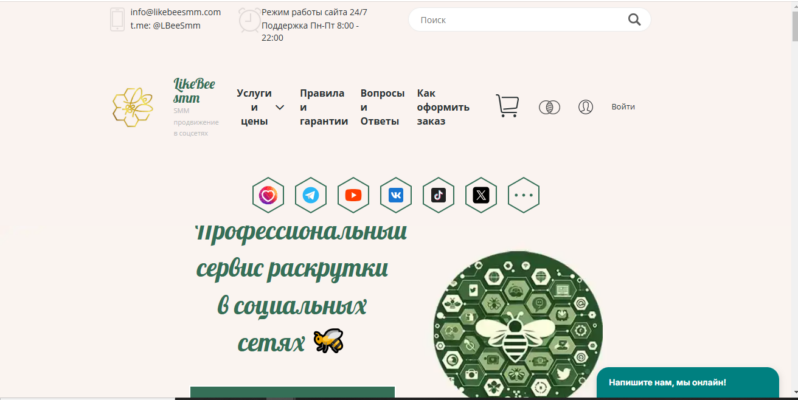 info@likebeesmm.com
t.me: @LBeeSmm
Режим работы сайта 24/7
Поддержка Пн-Пт 8:00 -
22:00
Поиск
LikeBee
smm
SMM
продвижение
в соцсетях
Услуги
и
цены
Правила
и
гарантии
Вопросы
и
Ответы
Как
оформить
заказ
Войти
Профессиональный
сервис раскрутки
в социальных
сетях
Напишите нам, мы онлайн!